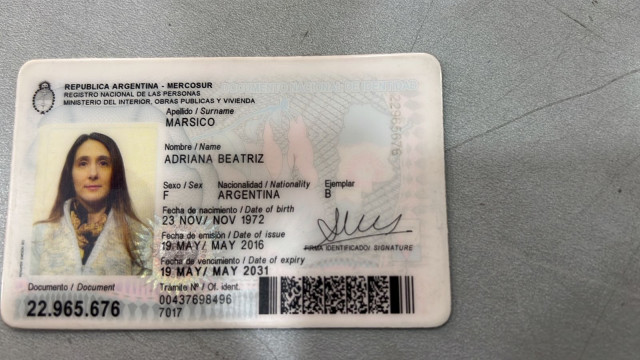 REPUBLICA ARGENTINA - MERCOSUR
REGISTRO NACIONAL DE LAS PERSONAS
MINISTERIO DEL INTERIOR, OBRAS PUBLICAS Y VIVIENDA
Apellido / Surname
MARSICO
Nombre / Name
ADRIANA BEATRIZ
Sexo / Sex Nacionalidad / Nationality Ejemplar
F ARGENTINA B
Fecha de nacimiento / Date of birth
23 NOV/ NOV 1972
Fecha de emisión / Date of issue
19 MAY/ MAY 2016
FIRMA IDENTIFICADO/ SIGNATURE
Fecha de vencimiento / Date of expiry
19 MAY/ MAY 2031
Documento / Document Trámite Nº / Of. ident.
22.965.676 00437698496
7017